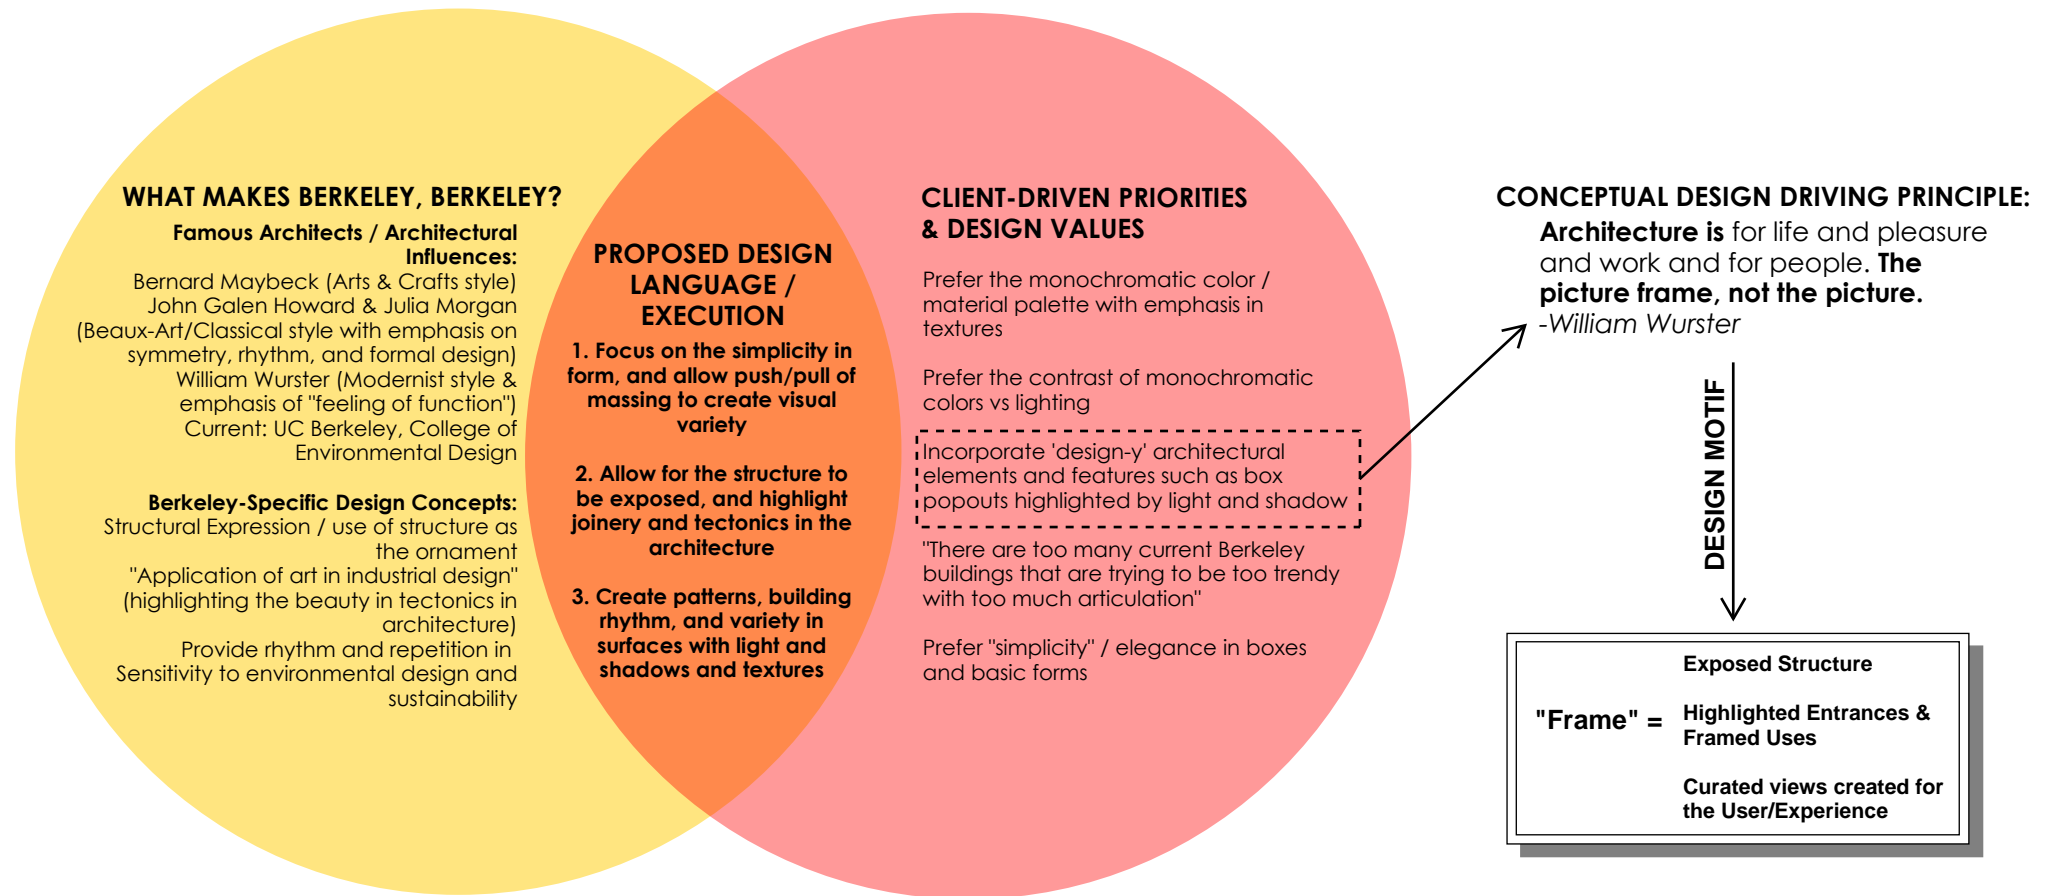 WHAT MAKES BERKELEY, BERKELEY?
Famous Architects / Architectural
Influences:
Bernard Maybeck (Arts & Crafts style)
John Galen Howard & Julia Morgan
(Beaux-Art/Classical style with emphasis on
symmetry, rhythm, and formal design)
William Wurster (Modernist style &
emphasis of "feeling of function")
Current: UC Berkeley, College of
Environmental Design
Berkeley-Specific Design Concepts:
Structural Expression / use of structure as
the ornament
"Application of art in industrial design"
(highlighting the beauty in tectonics in
architecture)
Provide rhythm and repetition in
Sensitivity to environmental design and
sustainability
PROPOSED DESIGN
LANGUAGE /
EXECUTION
1. Focus on the simplicity in
form, and allow push/pull of
massing to create visual
variety
2. Allow for the structure to
be exposed, and highlight
joinery and tectonics in the
architecture
3. Create patterns, building
rhythm, and variety in
surfaces with light and
shadows and textures
CLIENT-DRIVEN PRIORITIES
& DESIGN VALUES
Prefer the monochromatic color /
material palette with emphasis in
textures
Prefer the contrast of monochromatic
colors vs lighting
Incorporate 'design-y' architectural
elements and features such as box
popouts highlighted by light and shadow
"There are too many current Berkeley
buildings that are trying to be too trendy
with too much articulation"
Prefer "simplicity" / elegance in boxes
and basic forms
CONCEPTUAL DESIGN DRIVING PRINCIPLE:
Architecture is for life and pleasure
and work and for people. The
picture frame, not the picture.
-William Wurster
DESIGN MOTIF
"Frame" =
Exposed Structure
Highlighted Entrances &
Framed Uses
Curated views created for
the User/Experience